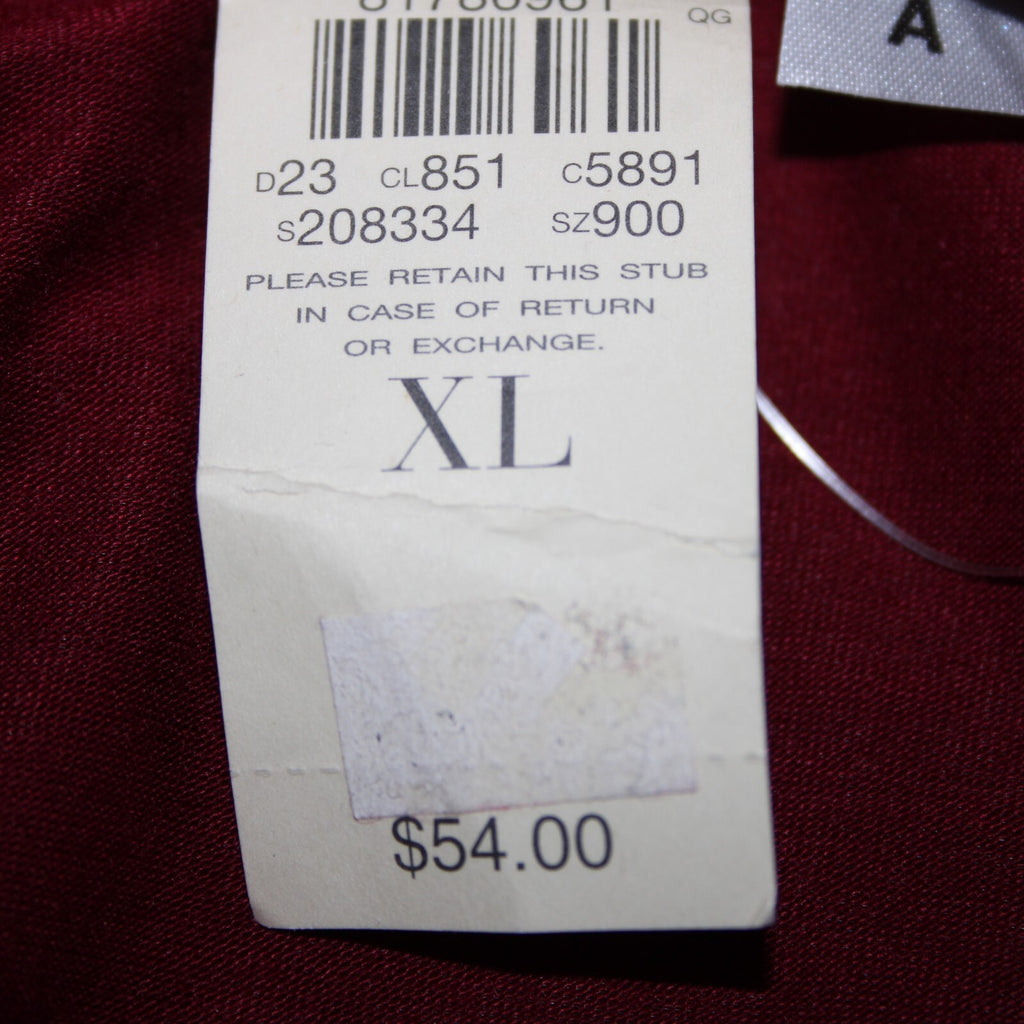 QG
A
D23 CL851 C5891
S208334 SZ900
PLEASE RETAIN THIS STUB
IN CASE OF RETURN
OR EXCHANGE.
XL
$54.00